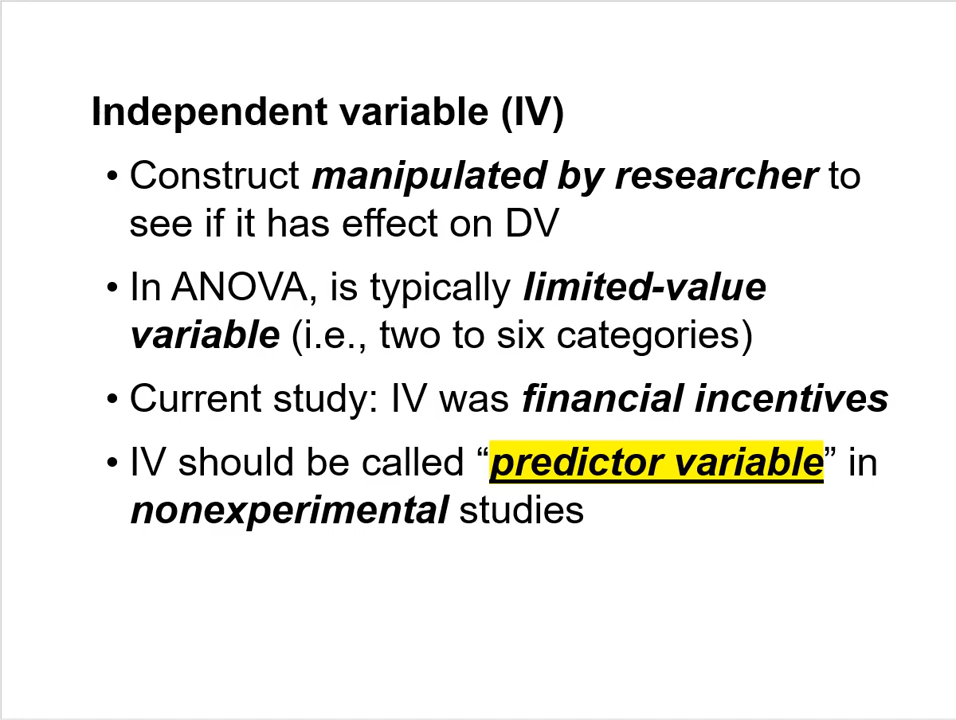 Independent variable (IV)
• Construct manipulated by researcher to
see if it has effect on DV
• In ANOVA, is typically limited-value
variable (i.e., two to six categories)
• Current study: IV was financial incentives
• IV should be called “predictor variable” in
nonexperimental studies